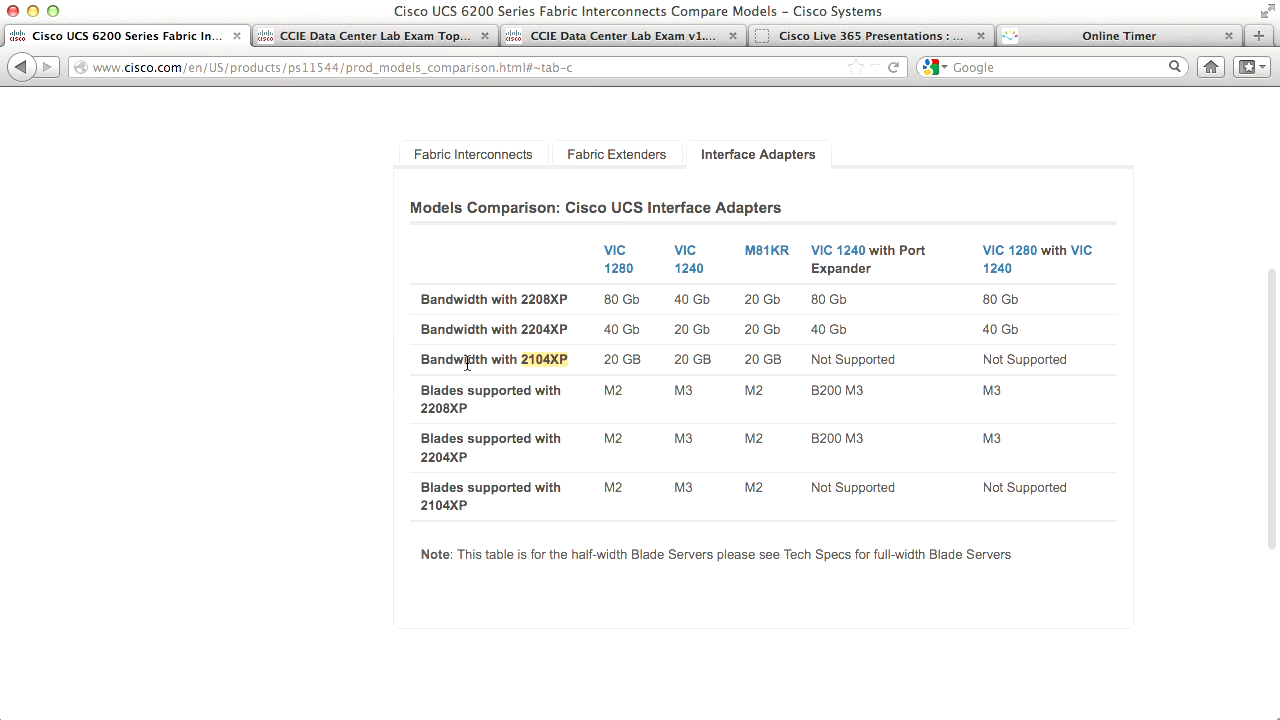 Cisco UCS 6200 Series Fabric Interconnects Compare Models – Cisco Systems
Cisco UCS 6200 Series Fabric In... CCIE Data Center Lab Exam Top... CCIE Data Center Lab Exam v1.... Cisco Live 365 Presentations : ... Online Timer
www.cisco.com/en/US/products/ps11544/prod_models_comparison.html#~tab-c Google
Fabric Interconnects Fabric Extenders Interface Adapters
Models Comparison: Cisco UCS Interface Adapters
VIC 1280 VIC 1240 M81KR VIC 1240 with Port Expander VIC 1280 with VIC 1240
Bandwidth with 2208XP 80 Gb 40 Gb 20 Gb 80 Gb 80 Gb
Bandwidth with 2204XP 40 Gb 20 Gb 20 Gb 40 Gb 40 Gb
Bandwidth with 2104XP 20 GB 20 GB 20 GB Not Supported Not Supported
Blades supported with 2208XP M2 M3 M2 B200 M3 M3
Blades supported with 2204XP M2 M3 M2 B200 M3 M3
Blades supported with 2104XP M2 M3 M2 Not Supported Not Supported
Note: This table is for the half-width Blade Servers please see Tech Specs for full-width Blade Servers